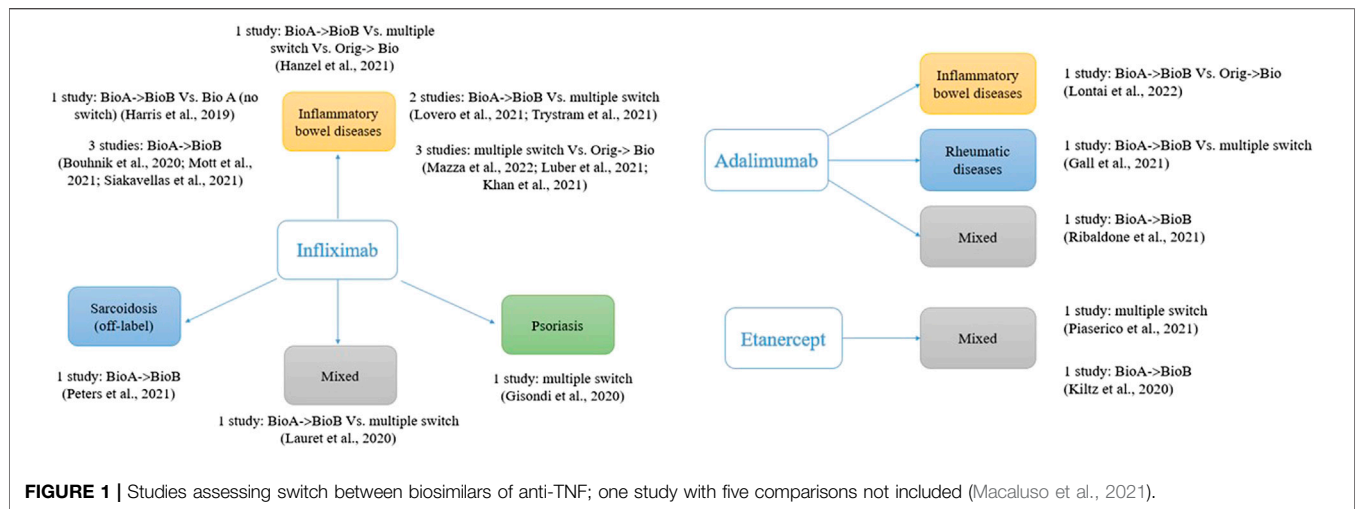 1 study: BioA->BioB Vs. multiple
switch Vs. Orig-> Bio
(Hanzel et al., 2021)
1 study: BioA->BioB Vs. Bio A (no
switch) (Harris et al., 2019)
3 studies: BioA->BioB
(Bouhnik et al., 2020; Mott et al.,
2021; Siakavellas et al., 2021)
Inflammatory
bowel diseases
2 studies: BioA->BioB Vs. multiple switch
(Lovero et al., 2021; Trystram et al., 2021)
3 studies: multiple switch Vs. Orig-> Bio
(Mazza et al., 2022; Luber et al., 2021;
Khan et al., 2021)
Infliximab
Sarcoidosis
(off-label)
1 study: BioA->BioB
(Peters et al., 2021)
Mixed
1 study: BioA->BioB Vs. multiple switch
(Lauret et al., 2020)
Psoriasis
1 study: multiple switch
(Gisondi et al., 2020)
Adalimumab
Inflammatory
bowel diseases
1 study: BioA->BioB Vs. Orig->Bio
(Lontai et al., 2022)
Rheumatic
diseases
1 study: BioA->BioB Vs. multiple switch
(Gall et al., 2021)
Mixed
1 study: BioA->BioB
(Ribaldone et al., 2021)
Etanercept
Mixed
1 study: multiple switch
(Piaserico et al., 2021)
1 study: BioA->BioB
(Kiltz et al., 2020)
FIGURE 1 | Studies assessing switch between biosimilars of anti-TNF; one study with five comparisons not included (Macaluso et al., 2021).